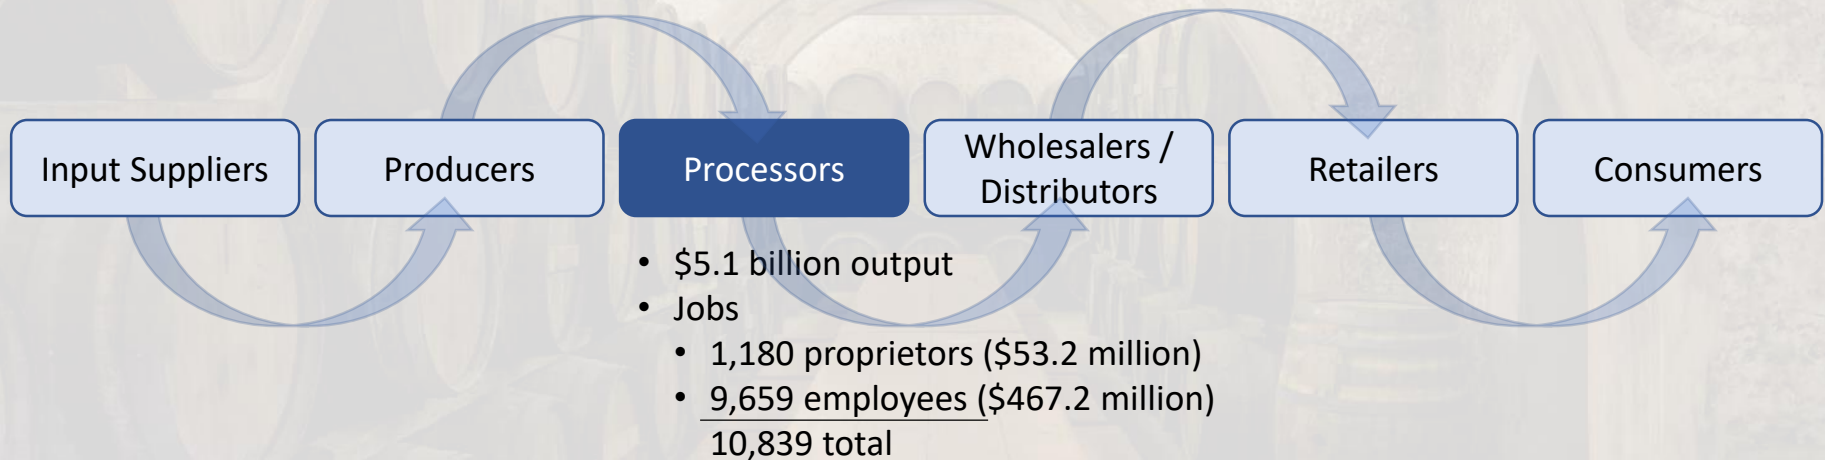 Input Suppliers
Producers
Processors
Wholesalers /
Distributors
Retailers
Consumers
• $5.1 billion output
• Jobs
• 1,180 proprietors ($53.2 million)
• 9,659 employees ($467.2 million)
10,839 total